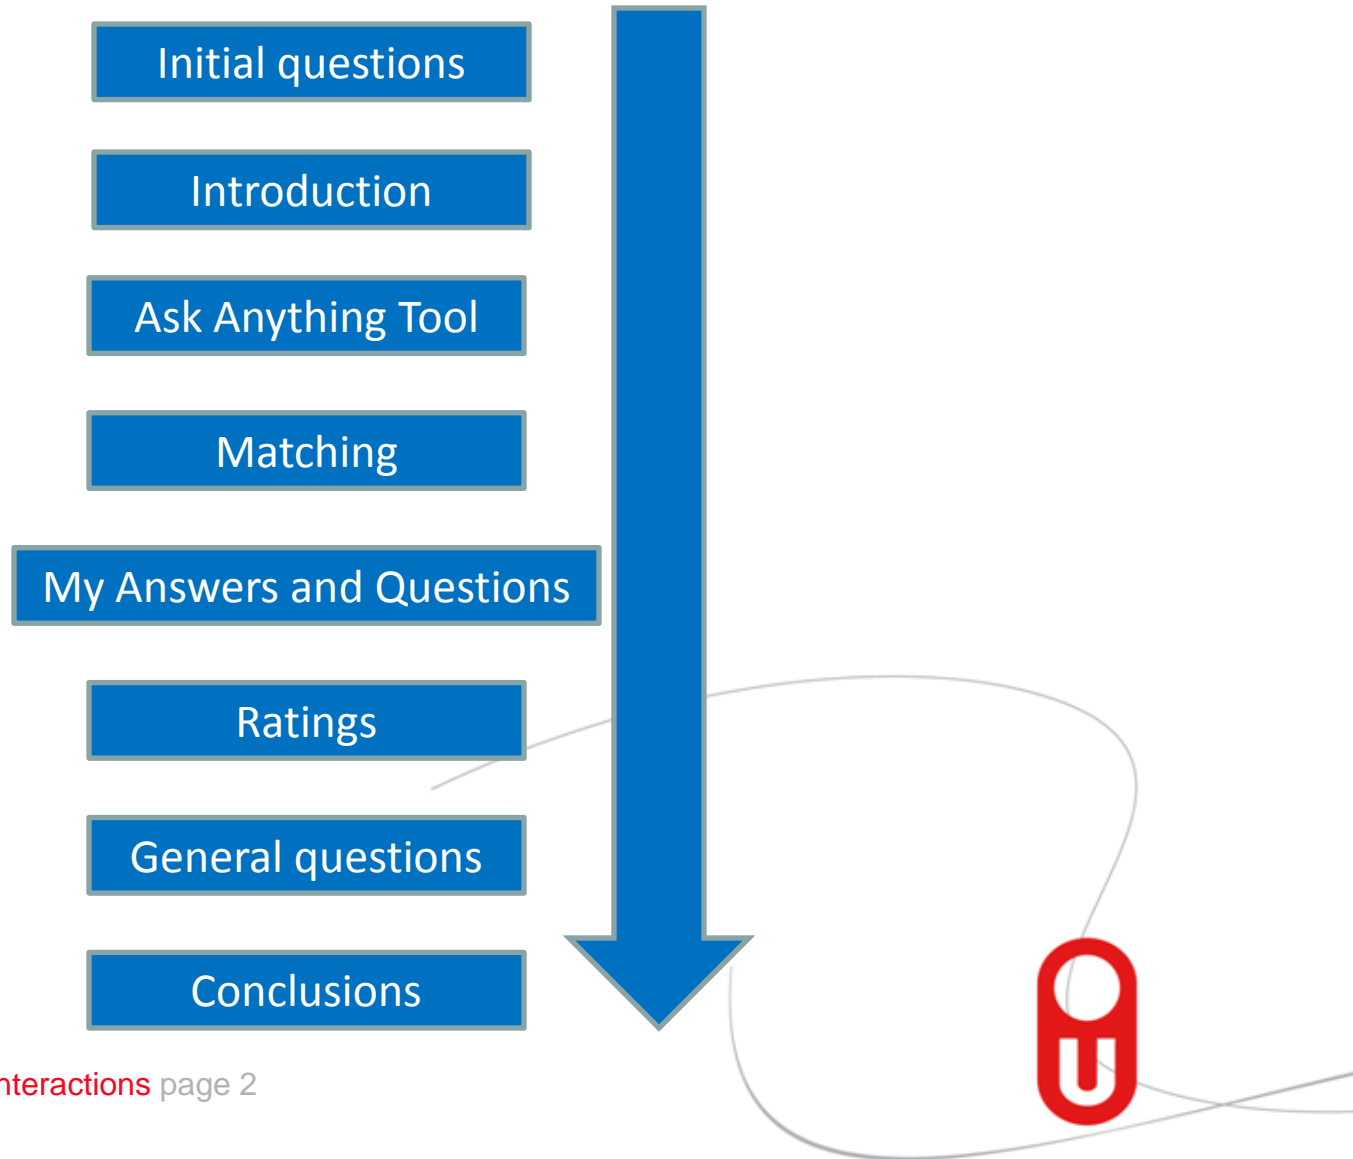 Initial questions
Introduction
Ask Anything Tool
Matching
My Answers and Questions
Ratings
General questions
Conclusions
nteractions page 2
U